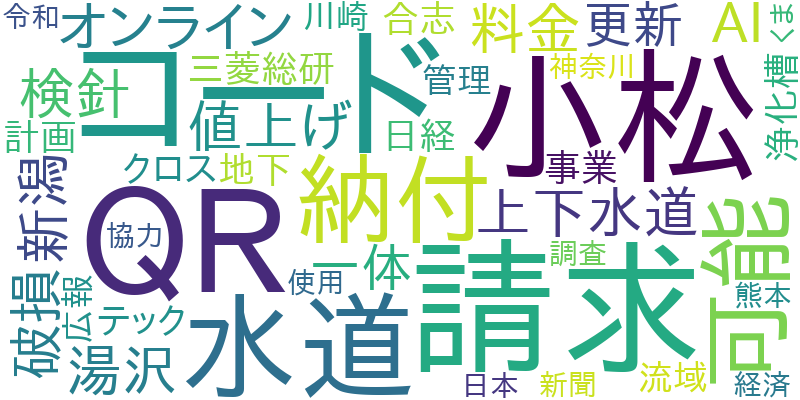 令和
オンライン
川崎
合志
料金
更新
AI
くま
コード
三菱総研
管理
神奈川
小松
検針
値上げ
日経
浄化槽
計画
クロス
地下
事業
新潟
QR
納付
上下水道
可能
協力
一体
使用
請求
調査
破損
広報
テック
水道
熊本
湯沢
日本
新聞
流域
経済